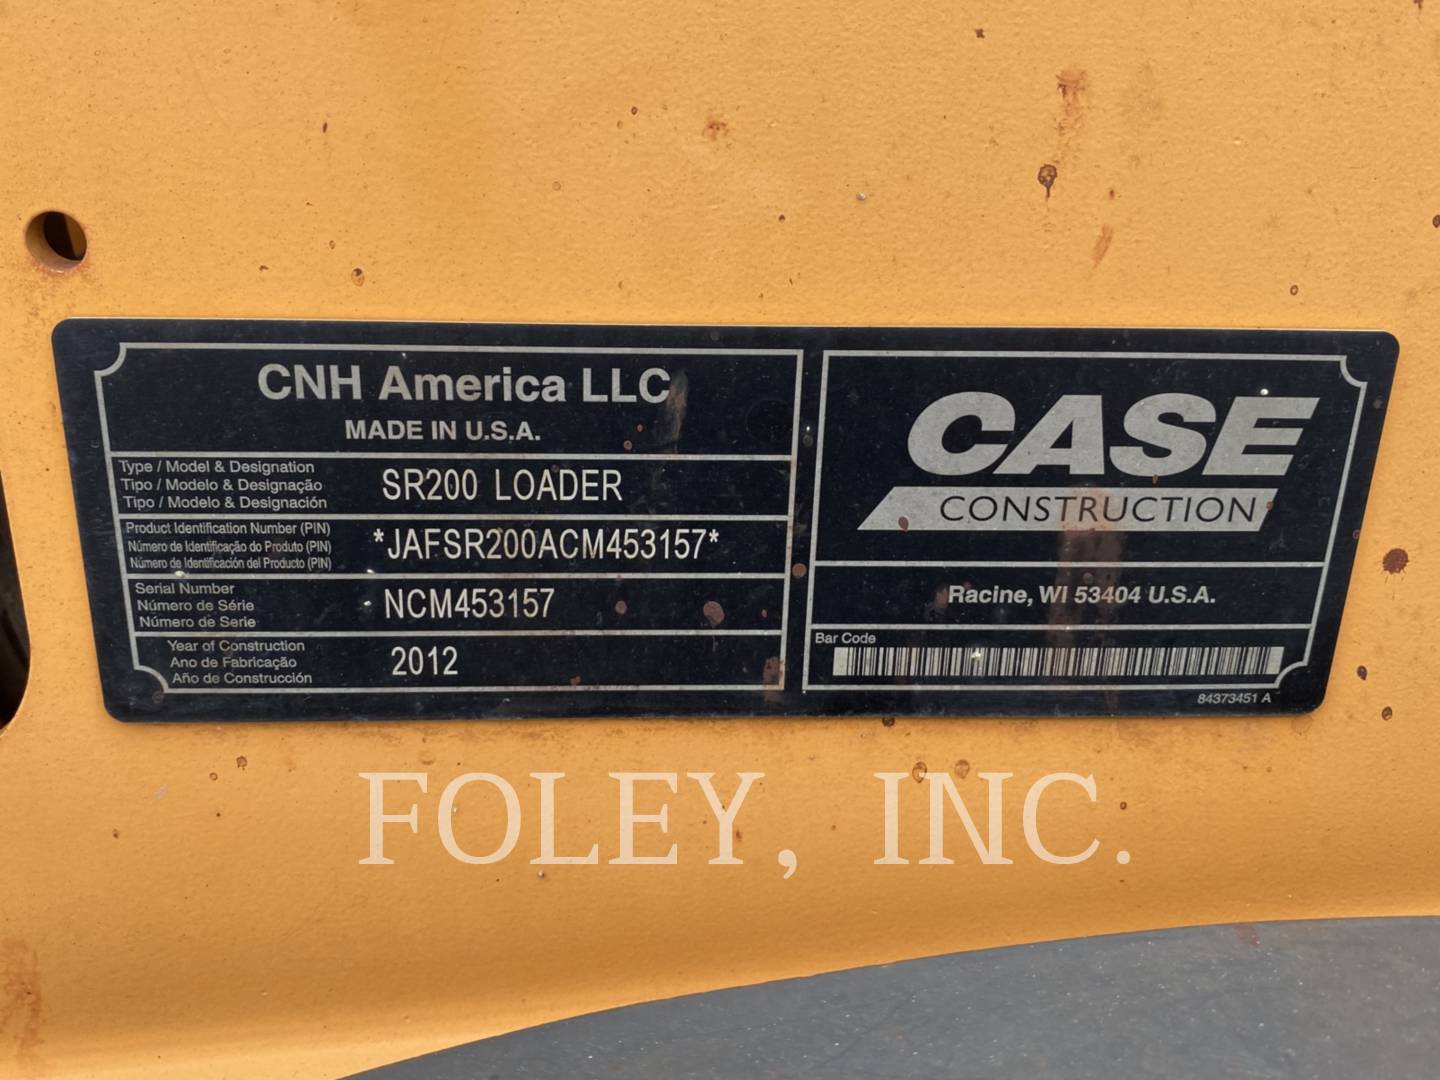 CNH America LLC
MADE IN U.S.A.
Type / Model & Designation
Tipo / Modelo & Designação
Tipo / Modelo & Designación
SR200 LOADER
Product Identification Number (PIN)
Número de Identificação do Produto (PIN)
Número de Identificación del Producto (PIN)
*JAFSR200ACM453157*
Serial Number
Número de Série
Número de Serie
NCM453157
Year of Construction
Ano de Fabricação
Año de Construcción
2012
CASE
CONSTRUCTION
Racine, WI 53404 U.S.A.
Bar Code
84373451 A
FOLEY, INC.